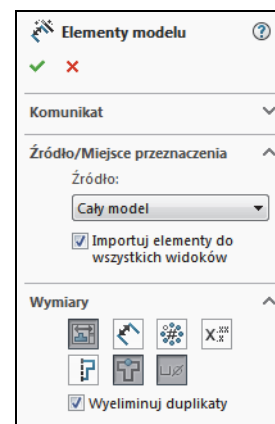 Elementy modelu
Komunikat
Źródło/Miejsce przeznaczenia
Źródło:
Cały model
Importuj elementy do
wszystkich widoków
Wymiary
Wyeliminuj duplikaty